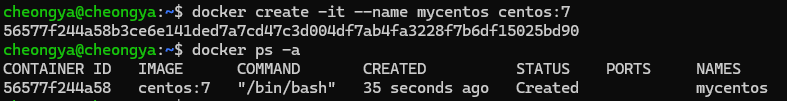 cheongya@cheongya:~$ docker create -it --name mycentos centos:7
56577f244a58b3ce6e141ded7a7cd47c3d004df7ab4fa3228f7b6df15025bd90
cheongya@cheongya:~$ docker ps -a
CONTAINER ID   IMAGE      COMMAND       CREATED          STATUS    PORTS     NAMES
56577f244a58   centos:7   "/bin/bash"   35 seconds ago   Created             mycentos